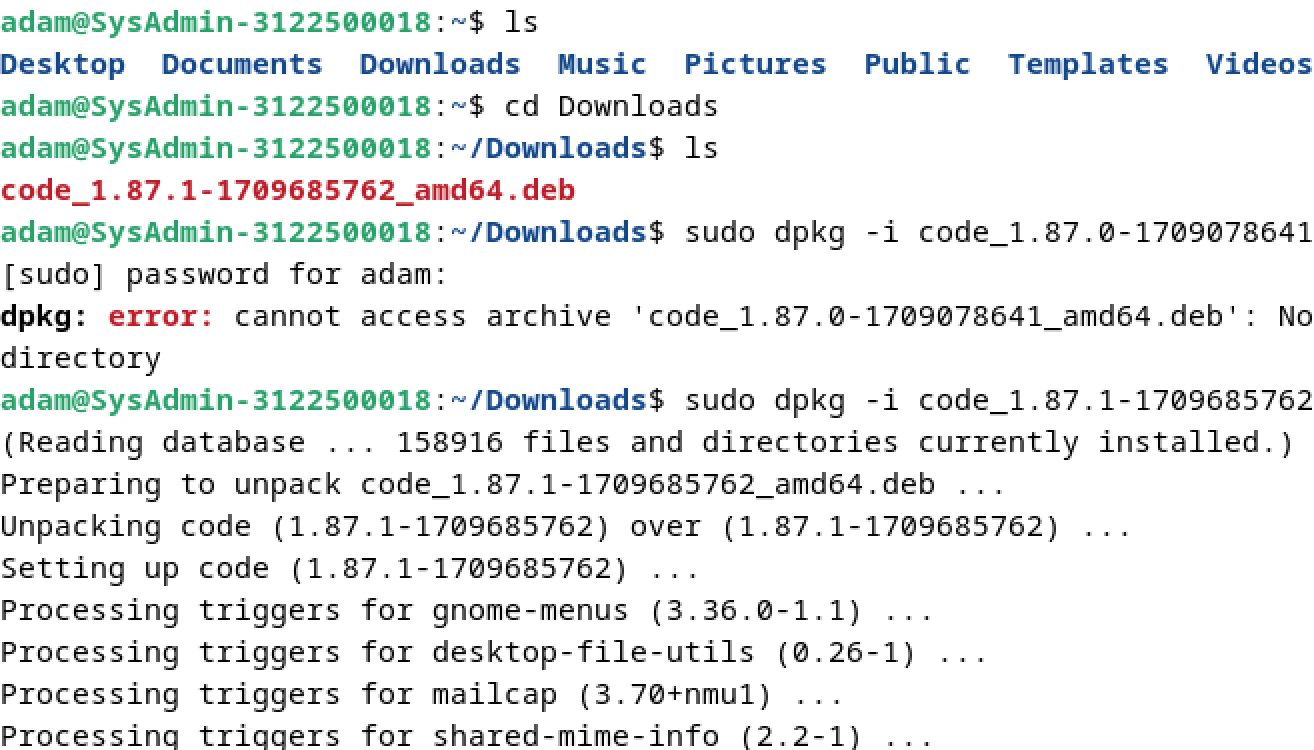 adam@SysAdmin-3122500018:~$ ls
Desktop  Documents  Downloads  Music  Pictures  Public  Templates  Videos
adam@SysAdmin-3122500018:~$ cd Downloads
adam@SysAdmin-3122500018:~/Downloads$ ls
code_1.87.1-1709685762_amd64.deb
adam@SysAdmin-3122500018:~/Downloads$ sudo dpkg -i code_1.87.0-1709078641
[sudo] password for adam:
dpkg: error: cannot access archive 'code_1.87.0-1709078641_amd64.deb': No
directory
adam@SysAdmin-3122500018:~/Downloads$ sudo dpkg -i code_1.87.1-1709685762
(Reading database ... 158916 files and directories currently installed.)
Preparing to unpack code_1.87.1-1709685762_amd64.deb ...
Unpacking code (1.87.1-1709685762) over (1.87.1-1709685762) ...
Setting up code (1.87.1-1709685762) ...
Processing triggers for gnome-menus (3.36.0-1.1) ...
Processing triggers for desktop-file-utils (0.26-1) ...
Processing triggers for mailcap (3.70+nmu1) ...
Processing triggers for shared-mime-info (2.2-1) ...